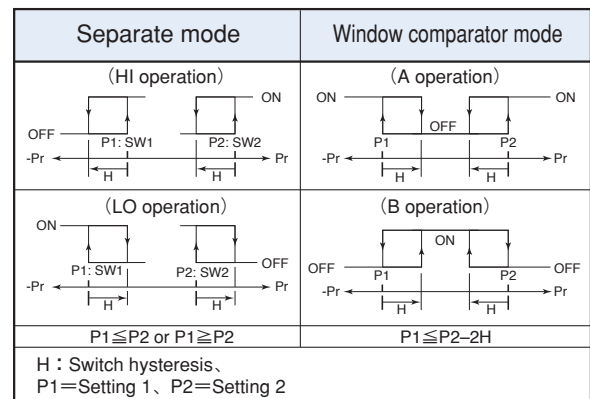 Separate mode
Window comparator mode
(HI operation)
ON
OFF
P1: SW1
P2: SW2
-Pr
Pr
H
H
(A operation)
ON
ON
OFF
P1
P2
-Pr
Pr
H
H
(LO operation)
ON
P1: SW1
P2: SW2
OFF
-Pr
Pr
H
H
(B operation)
ON
OFF
P1
P2
OFF
-Pr
Pr
H
H
P1≦P2 or P1≧P2
P1≦P2–2H
H：Switch hysteresis、
P1＝Setting 1、P2＝Setting 2